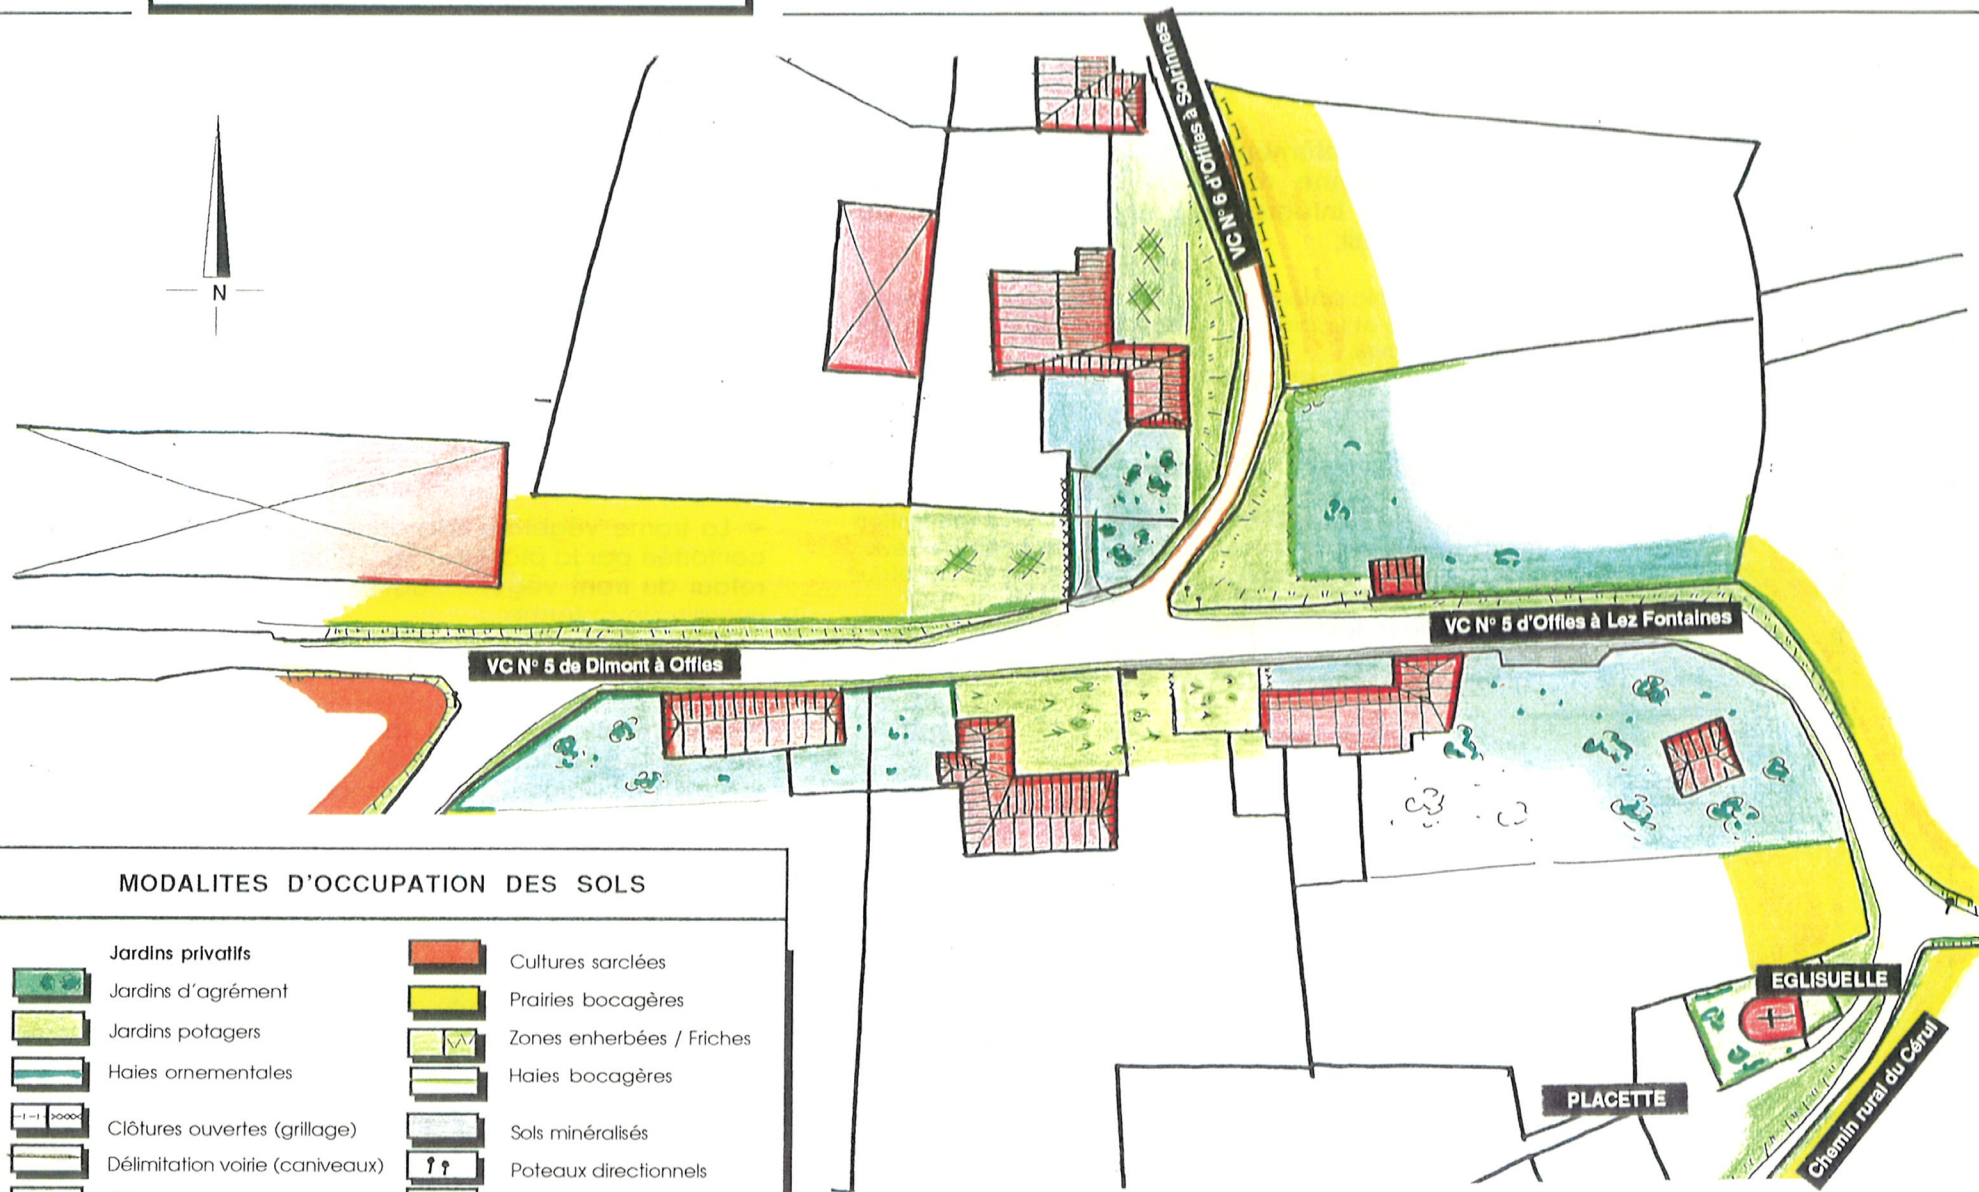 VC N° 6 d'Offies à Solrinnes
N
VC N° 5 d'Offies à Lez Fontaines
VC N° 5 de Dimont à Offies
EGLISUELLE
PLACETTE
Chemin rural du Cérul
MODALITES D'OCCUPATION DES SOLS
Jardins privatifs
Jardins d'agrément
Jardins potagers
Haies ornementales
Clôtures ouvertes (grillage)
Délimitation voirie (caniveaux)
Cultures sarclées
Prairies bocagères
Zones enherbées / Friches
Haies bocagères
Sols minéralisés
Poteaux directionnels